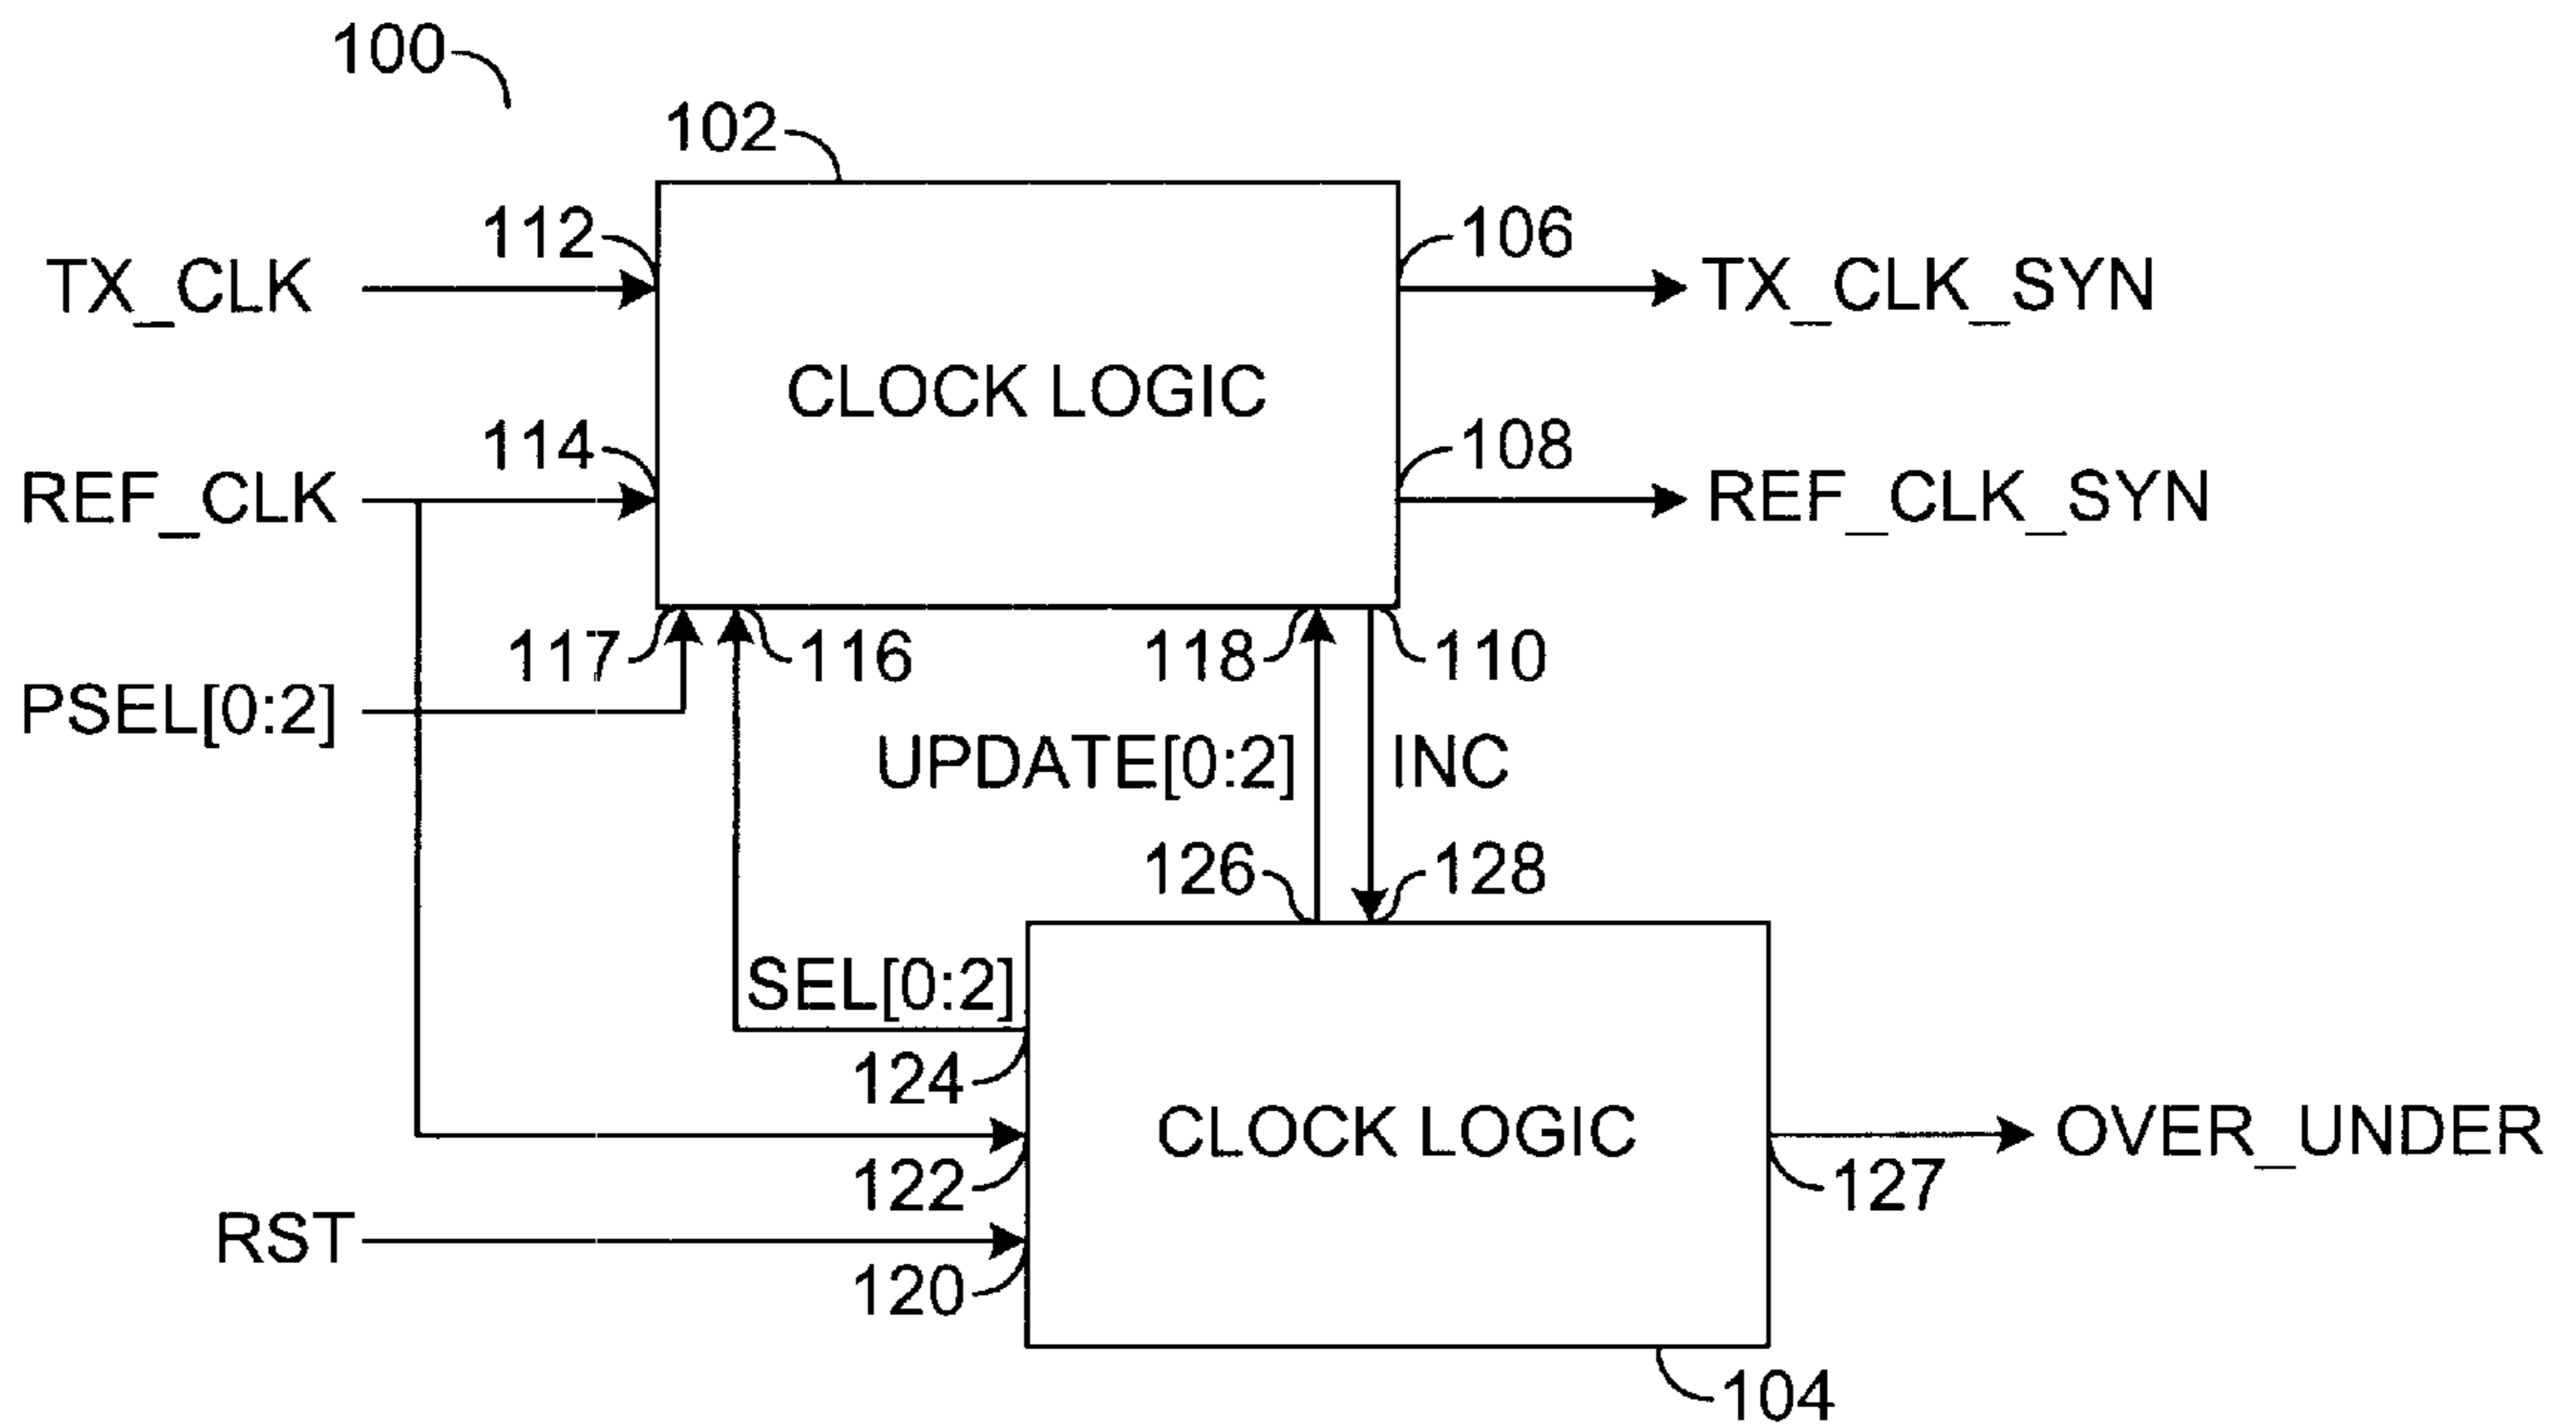 100
102
112
106
TX_CLK
TX_CLK_SYN
CLOCK LOGIC
114
108
REF_CLK
REF_CLK_SYN
117
116
118
110
PSEL[0:2]
UPDATE[0:2]
INC
126
128
SEL[0:2]
124
CLOCK LOGIC
OVER_UNDER
122
127
RST
120
104